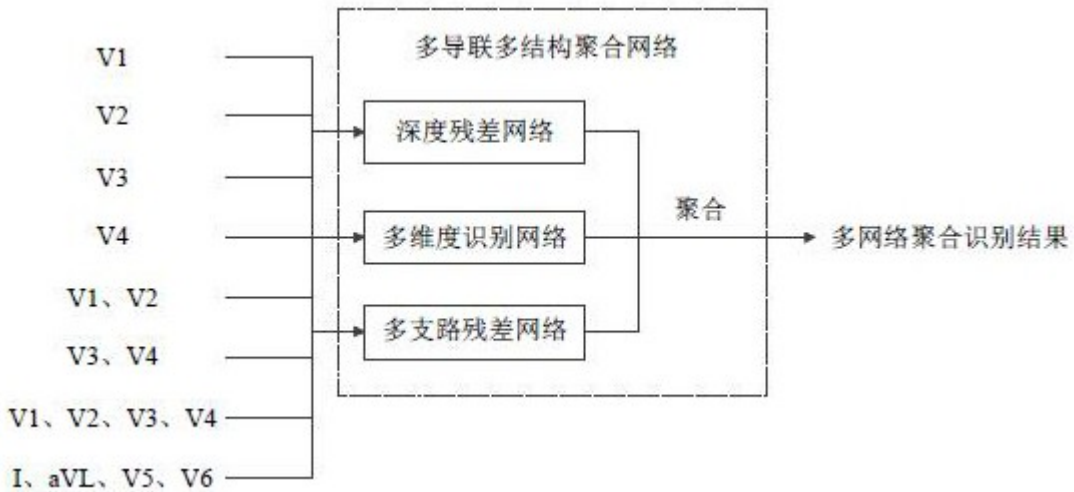 多导联多结构聚合网络
V1
V2
V3
V4
V1、V2
V3、V4
V1、V2、V3、V4
I、aVL、V5、V6
深度残差网络
多维度识别网络
多支路残差网络
聚合
多网络聚合识别结果